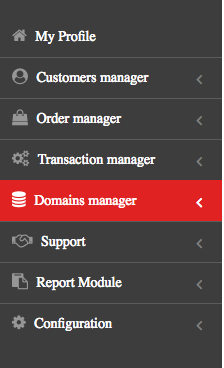 My Profile
Customers manager
Order manager
Transaction manager
Domains manager
Support
Report Module
Configuration